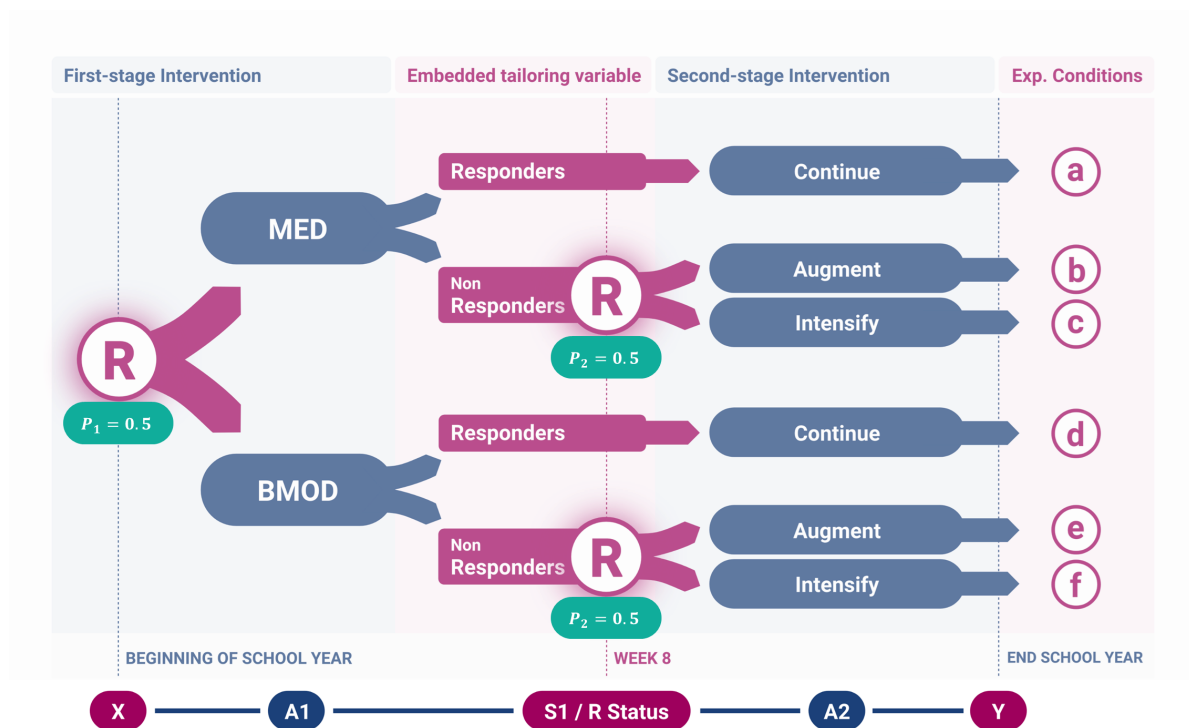 First-stage Intervention
Embedded tailoring variable
Second-stage Intervention
Exp. Conditions
Responders
Continue
a
MED
Augment
b
Non
Responders
R
Intensify
c
R
P₂ = 0.5
P₁ = 0.5
Responders
Continue
d
BMOD
Augment
e
Non
Responders
R
Intensify
f
P₂ = 0.5
BEGINNING OF SCHOOL YEAR
WEEK 8
END SCHOOL YEAR
X
A1
S1 / R Status
A2
Y